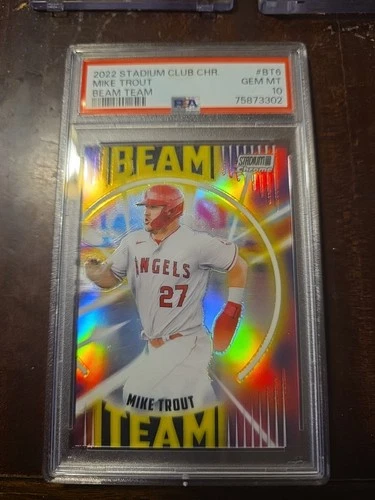 2022 STADIUM CLUB CHR. #BT6
MIKE TROUT GEM MT
BEAM TEAM 10
PSA 75873302
BEAM
STADIUM
CHROME
ANGELS
27
MIKE TROUT
TEAM